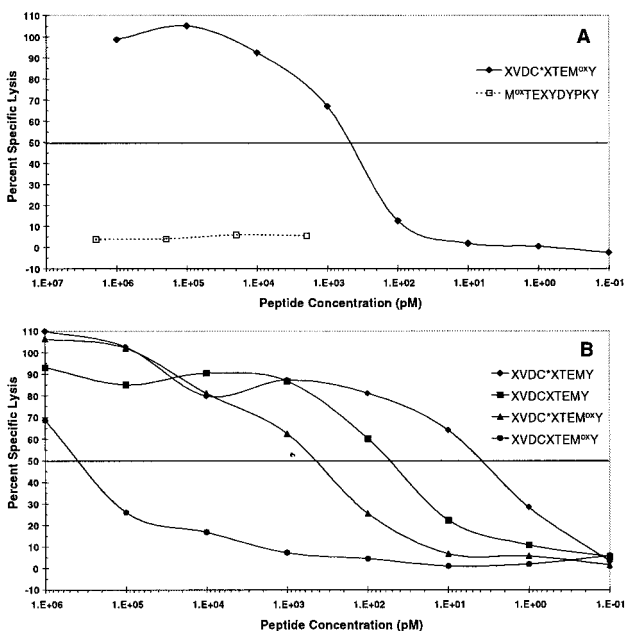 A
Percent Specific Lysis
110
100
90
80
70
60
50
40
30
20
10
0
-10
XVDC*XTEMᵒˣY
MᵒˣTEXYDYPKY
1.E+07 1.E+06 1.E+05 1.E+04 1.E+03 1.E+02 1.E+01 1.E+00 1.E-01
Peptide Concentration (pM)
B
Percent Specific Lysis
110
100
90
80
70
60
50
40
30
20
10
0
-10
XVDC*XTEMY
XVDCXTEMY
XVDC*XTEMᵒˣY
XVDCXTEMᵒˣY
1.E+06 1.E+05 1.E+04 1.E+03 1.E+02 1.E+01 1.E+00 1.E-01
Peptide Concentration (pM)